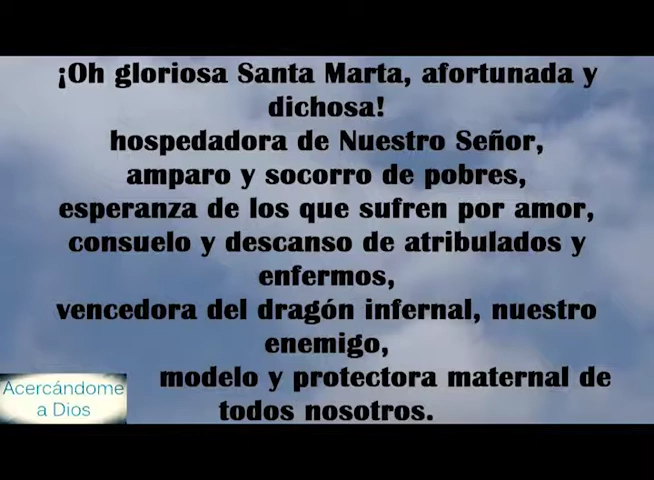 ¡Oh gloriosa Santa Marta, afortunada y
dichosa!
hospedadora de Nuestro Señor,
amparo y socorro de pobres,
esperanza de los que sufren por amor,
consuelo y descanso de atribulados y
enfermos,
vencedora del dragón infernal, nuestro
enemigo,
modelo y protectora maternal de
todos nosotros.
Acercándome
a Dios